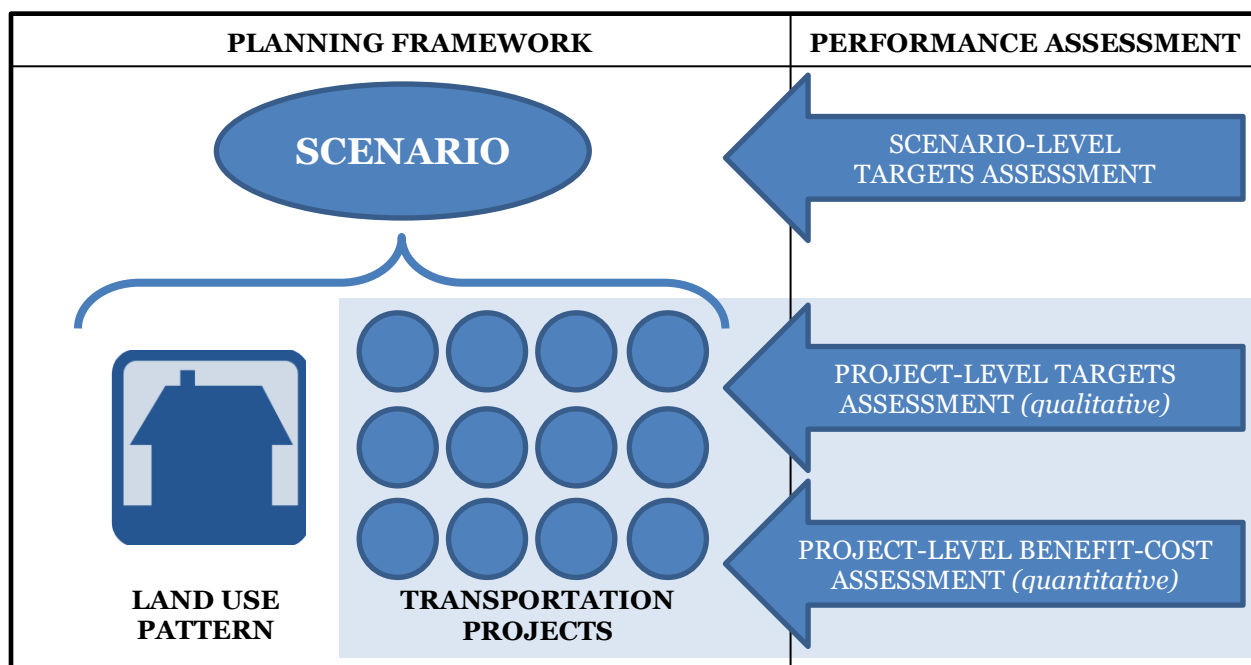 PLANNING FRAMEWORK
PERFORMANCE ASSESSMENT
SCENARIO
SCENARIO-LEVEL
TARGETS ASSESSMENT
PROJECT-LEVEL TARGETS
ASSESSMENT (qualitative)
PROJECT-LEVEL BENEFIT-COST
ASSESSMENT (quantitative)
LAND USE
PATTERN
TRANSPORTATION
PROJECTS